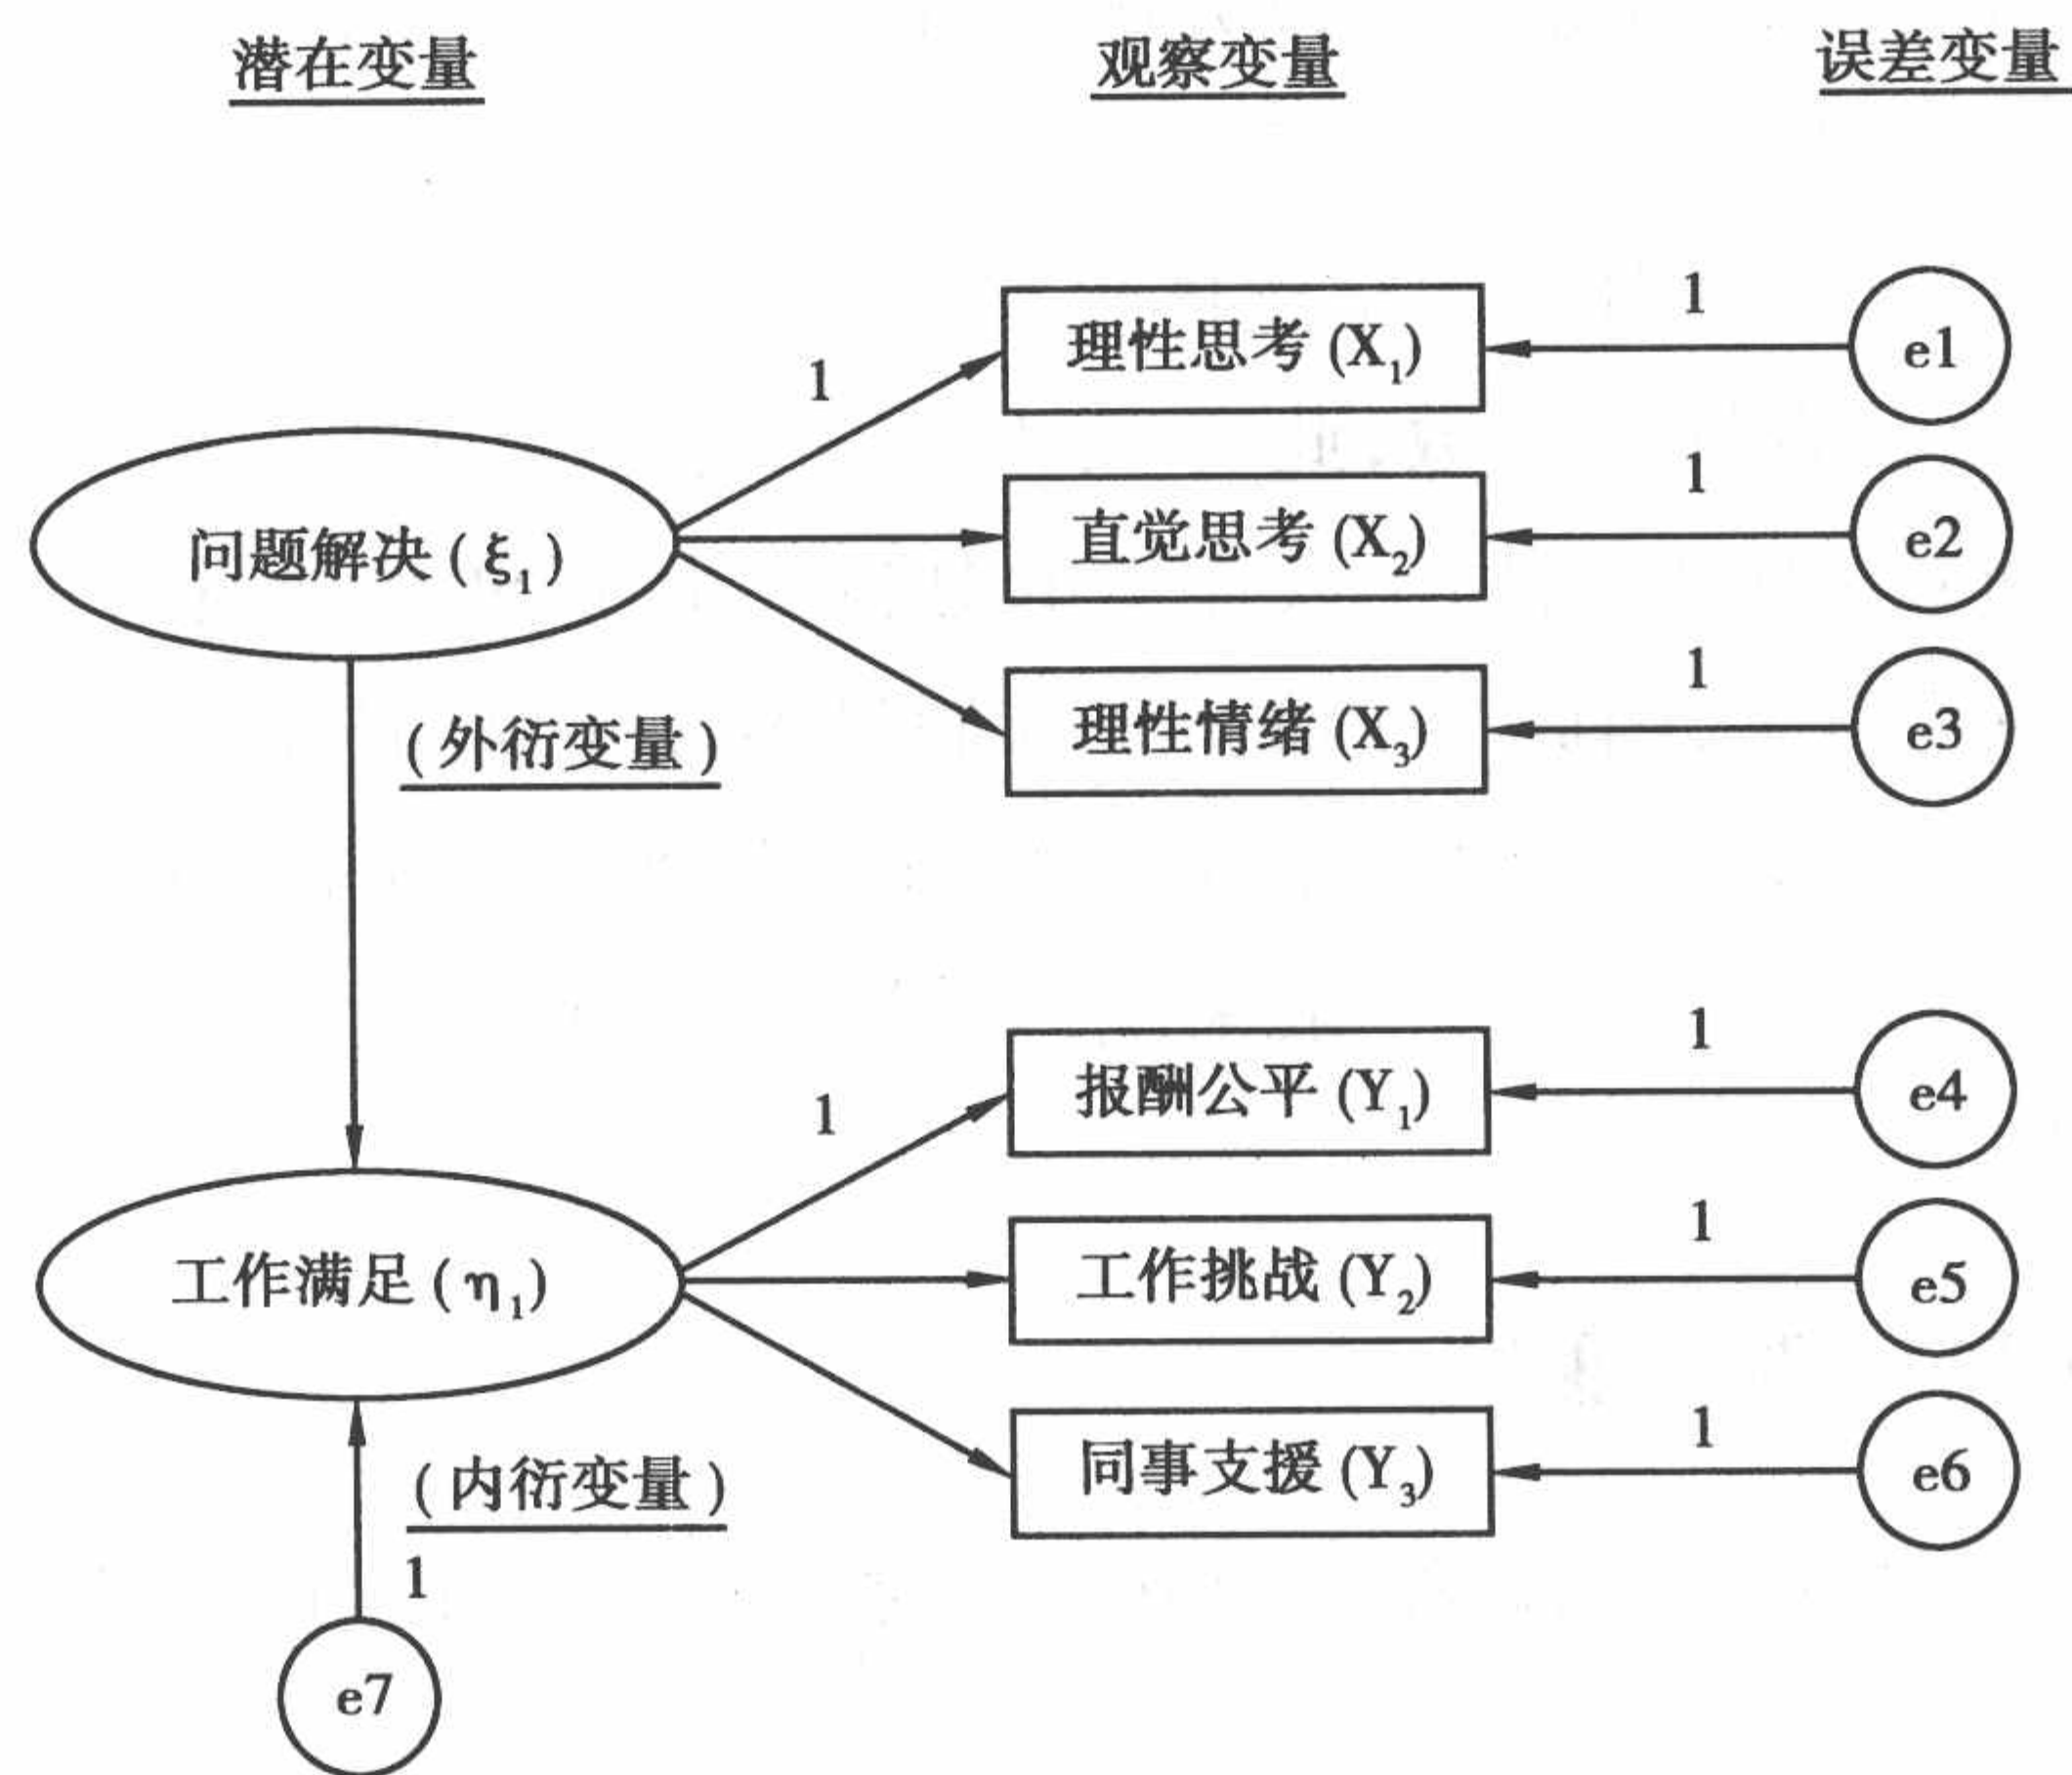 潜在变量 观察变量 误差变量
1 理性思考 (X₁) 1 e1
问题解决 (ξ₁) 直觉思考 (X₂) 1 e2
(外衍变量) 理性情绪 (X₃) 1 e3
1 报酬公平 (Y₁) 1 e4
工作满足 (η₁) 工作挑战 (Y₂) 1 e5
(内衍变量) 同事支援 (Y₃) 1 e6
1
e7